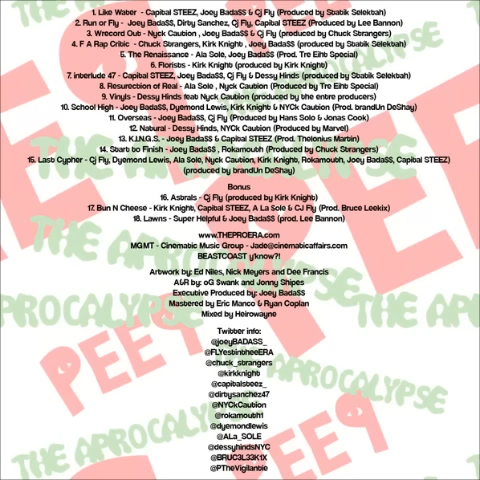 1. Like Water - Capital STEEZ, Joey Bada$$ & Cj Fly (Produced by Statik Selektah)
2. Run or Fly - Joey Bada$$, Dirty Sanchez, Cj Fly, Capital STEEZ (Produced by Lee Bannon)
3. Wrecord Out - Nyck Caution , Joey Bada$$ & Cj Fly (produced by Chuck Strangers)
4. F A Rap Critic - Chuck Strangers, Kirk Knight , Joey Bada$$ (produced by Statik Selektah)
5. The Renaissance - Ala Sole, Joey Bada$$ (Prod. Tre Eiht Special)
6. Florists - Kirk Knight (produced by Kirk Knight)
7. interlude 47 - Capital STEEZ, Joey Bada$$, Cj Fly & Dessy Hinds (produced by Statik Selektah)
8. Resurection of Real - Ala Sole , Nyck Caution (Produced by Tre Eiht Special)
9. Vinyls - Dessy Hinds featt Nyck Caution (produced by the entre producers)
10. School High - Joey Bada$$, Dyemond Lewis, Kirk Knight & NYCk Caution (Prod. brandUn DeShay)
11. Overseas - Joey Bada$$, Cj Fly (Produced by Hans Solo & Jonas Cook)
12. Natural - Dessy Hinds, NYCk Caution (Produced by Marvel)
13. K.I.N.G.S. - Joey Bada$$ & Capital STEEZ (Prod. Thelonius Martin)
14. Start to Finish - Joey Bada$$ , Rokamouth (Produced by Chuck Strangers)
15. Last Cypher - Cj Fly, Dyemond Lewis, Ala Sole, Nyck Caution, Kirk Knight, Rokamouth, Joey Bada$$, Capital STEEZ)
(produced by brandUn DeShay)
Bonus
16. Astrals - Cj Fly (produced by Kirk Knight)
17. Bun N Cheese - Kirk Knight, Capital STEEZ, A La Sole & CJ Fly (Prod. Bruce Leekix)
18. Lawns - Super Helpful & Joey Bada$$ (prod. Lee Bannon)
www.THEPROERA.com
MGMT - Cinematic Music Group - Jade@cinematicaffairs.com
BEASTCOAST y'know?!
Artwork by: Ed Niles, Nick Meyers and Dee Francis
A&R by: oG Swank and Jonny Shipes
Executive Produced by: Joey Bada$$
Mastered by Eric Manco & Ryan Coplan
Mixed by Heirowayne
Twitter info:
@joeyBADASS_
@FLYestintheeERA
@chuck_strangers
@kirkknight
@capitalsteez_
@dirtysanchez47
@NYCkCaution
@rokamouth1
@dyemondlewis
@ALa_SOLE
@dessyhindsNYC
@BRUC3L33K1X
@PTheVigilantie
PEEP
THE APROCALYPSE